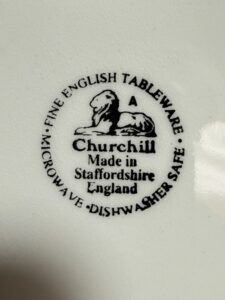 FINE ENGLISH TABLEWARE •
A
Churchill
Made in
Staffordshire
England
• MICROWAVE • DISHWASHER SAFE •